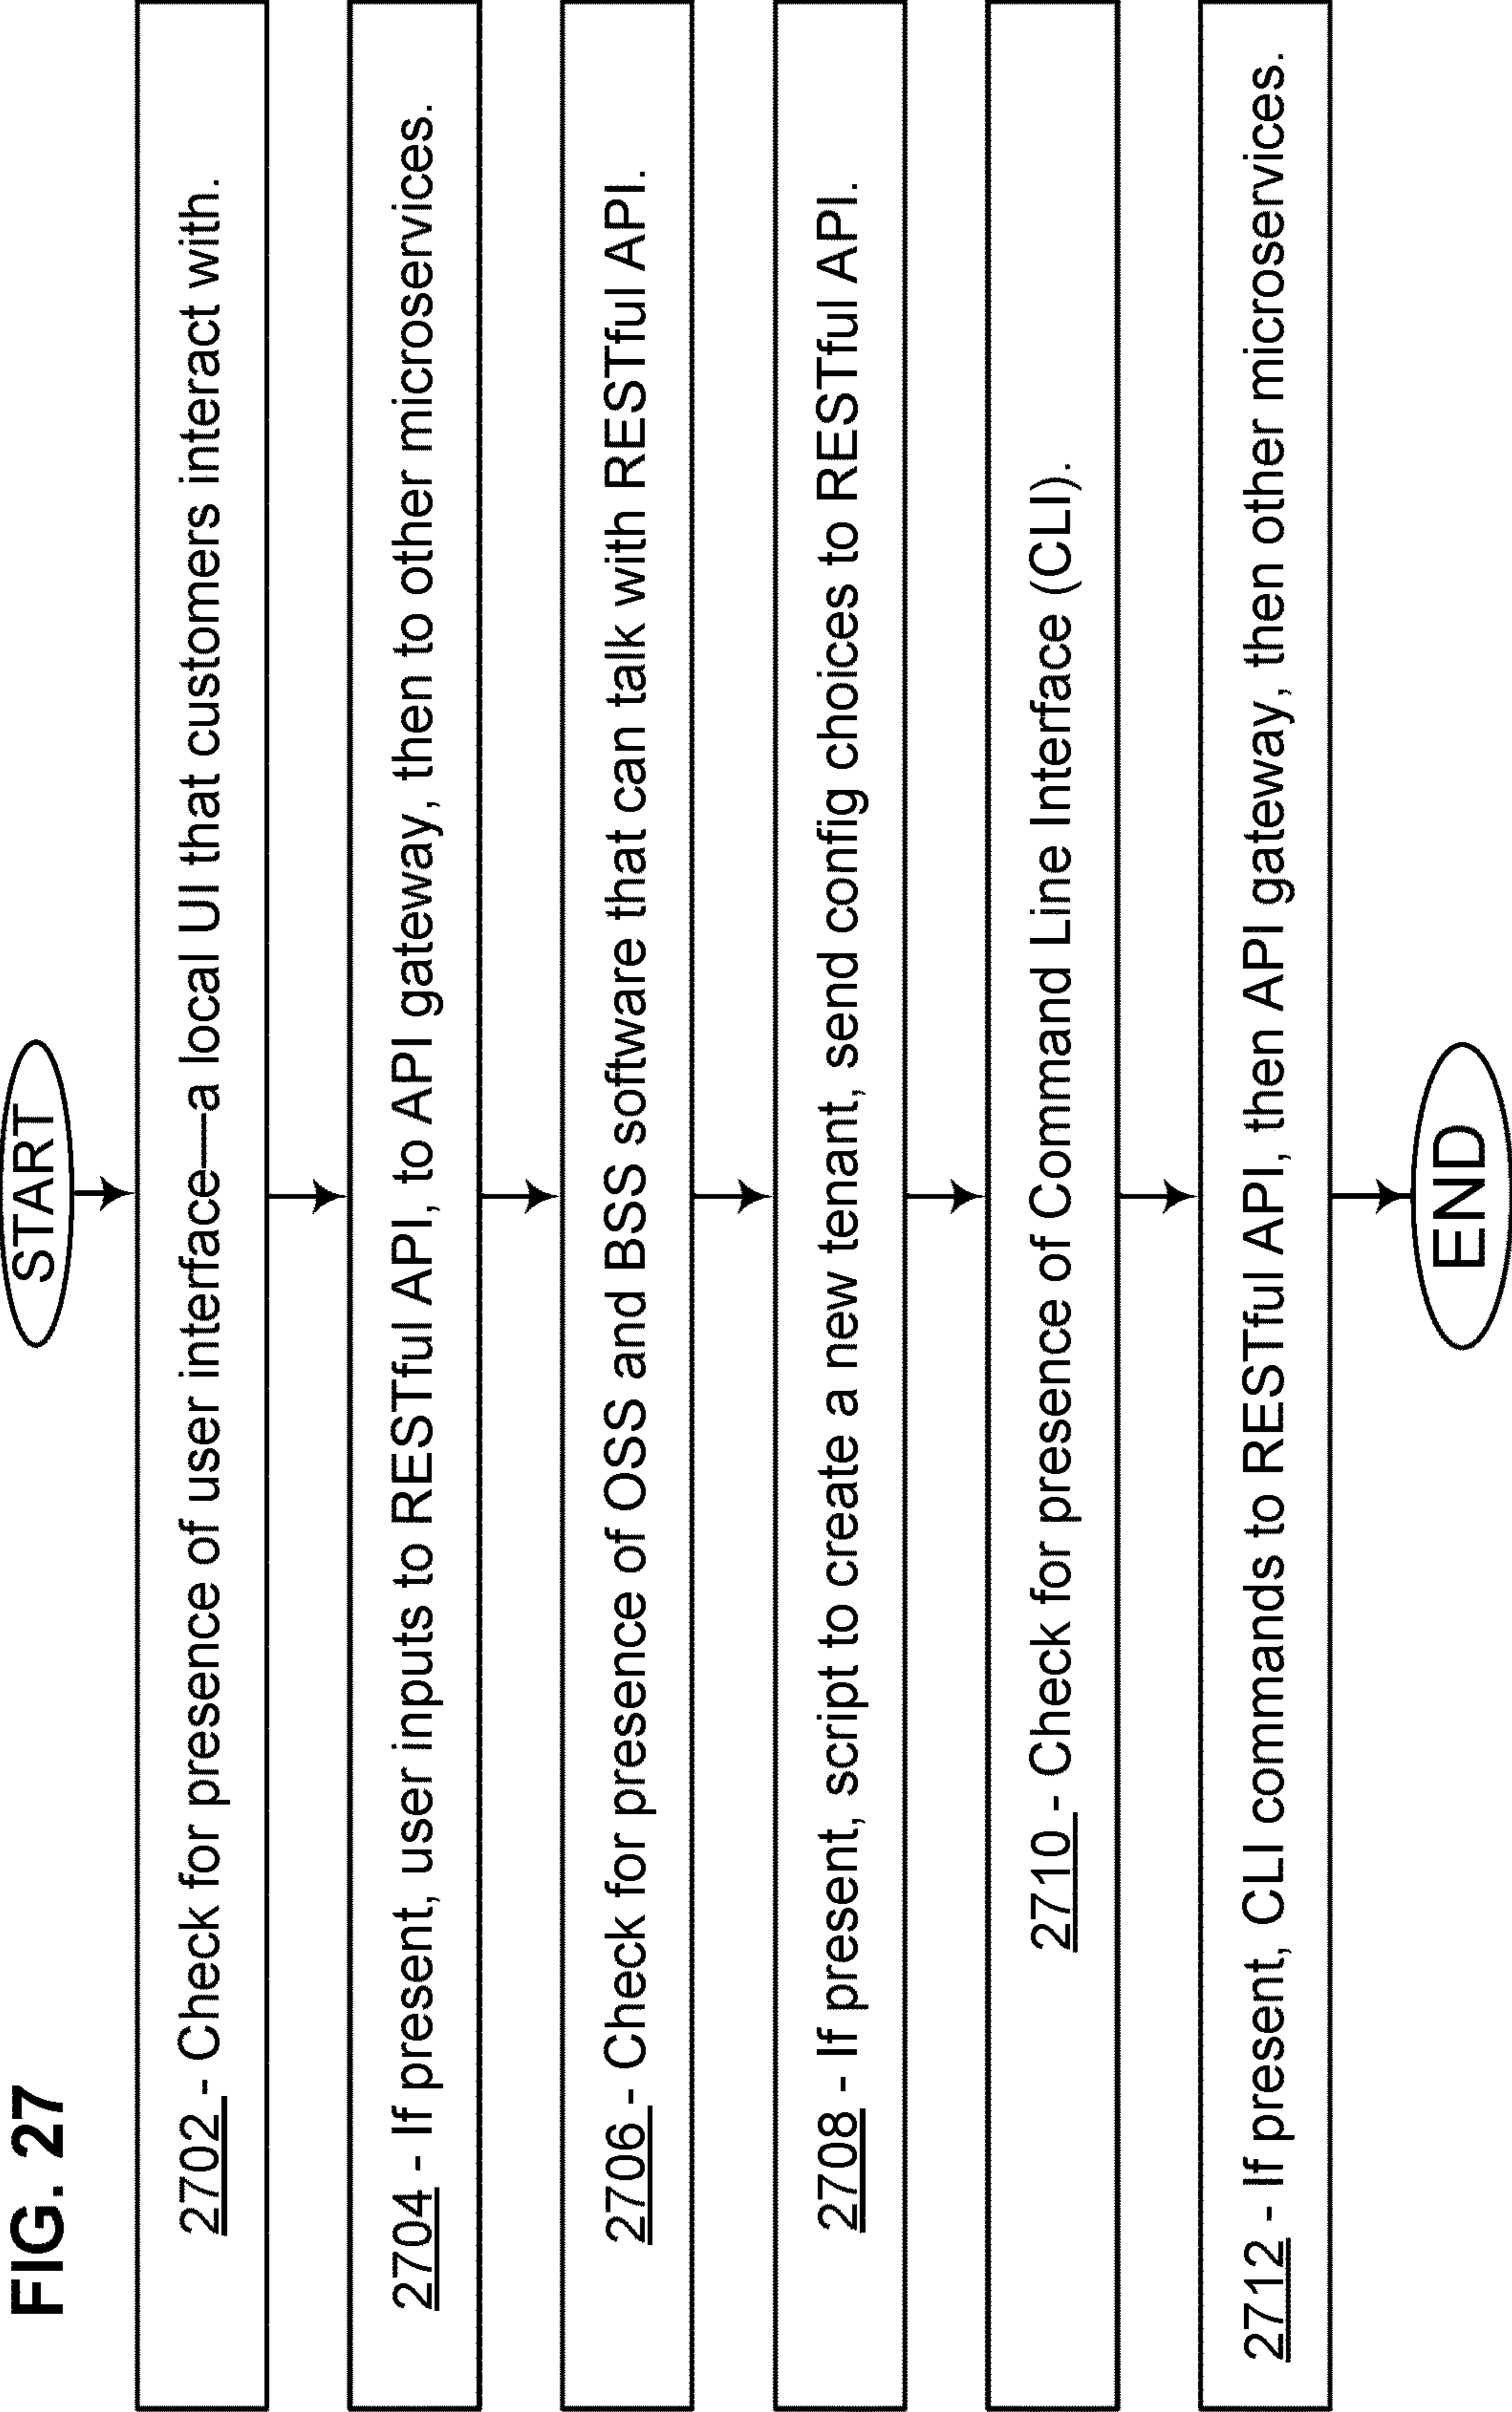 FIG. 27
START
2702 - Check for presence of user interface—a local UI that customers interact with.
2704 - If present, user inputs to RESTful API, to API gateway, then to other microservices.
2706 - Check for presence of OSS and BSS software that can talk with RESTful API.
2708 - If present, script to create a new tenant, send config choices to RESTful API.
2710 - Check for presence of Command Line Interface (CLI).
2712 - If present, CLI commands to RESTful API, then API gateway, then other microservices.
END